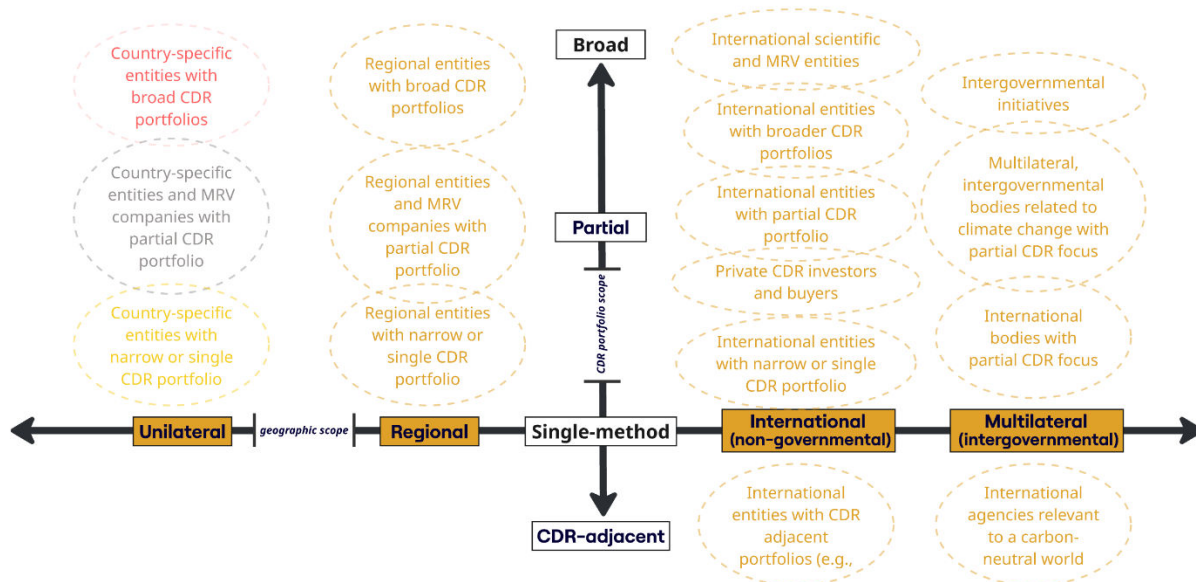 Broad
Country-specific
entities with
broad CDR
portfolios
Regional entities
with broad CDR
portfolios
International scientific
and MRV entities
Intergovernmental
initiatives
International entities
with broader CDR
portfolios
Country-specific
entities and MRV
companies with
partial CDR
portfolio
Regional entities
and MRV
companies with
partial CDR
portfolio
Partial
International entities
with partial CDR
portfolio
Multilateral,
intergovernmental
bodies related to
climate change with
partial CDR focus
Private CDR investors
and buyers
CDR portfolio scope
Country-specific
entities with
narrow or single
CDR portfolio
Regional entities
with narrow or
single CDR
portfolio
International entities
with narrow or single
CDR portfolio
International
bodies with
partial CDR focus
Unilateral
geographic scope
Regional
Single-method
International
(non-governmental)
Multilateral
(intergovernmental)
CDR-adjacent
International
entities with CDR
adjacent
portfolios (e.g.,
International
agencies relevant
to a carbon-
neutral world